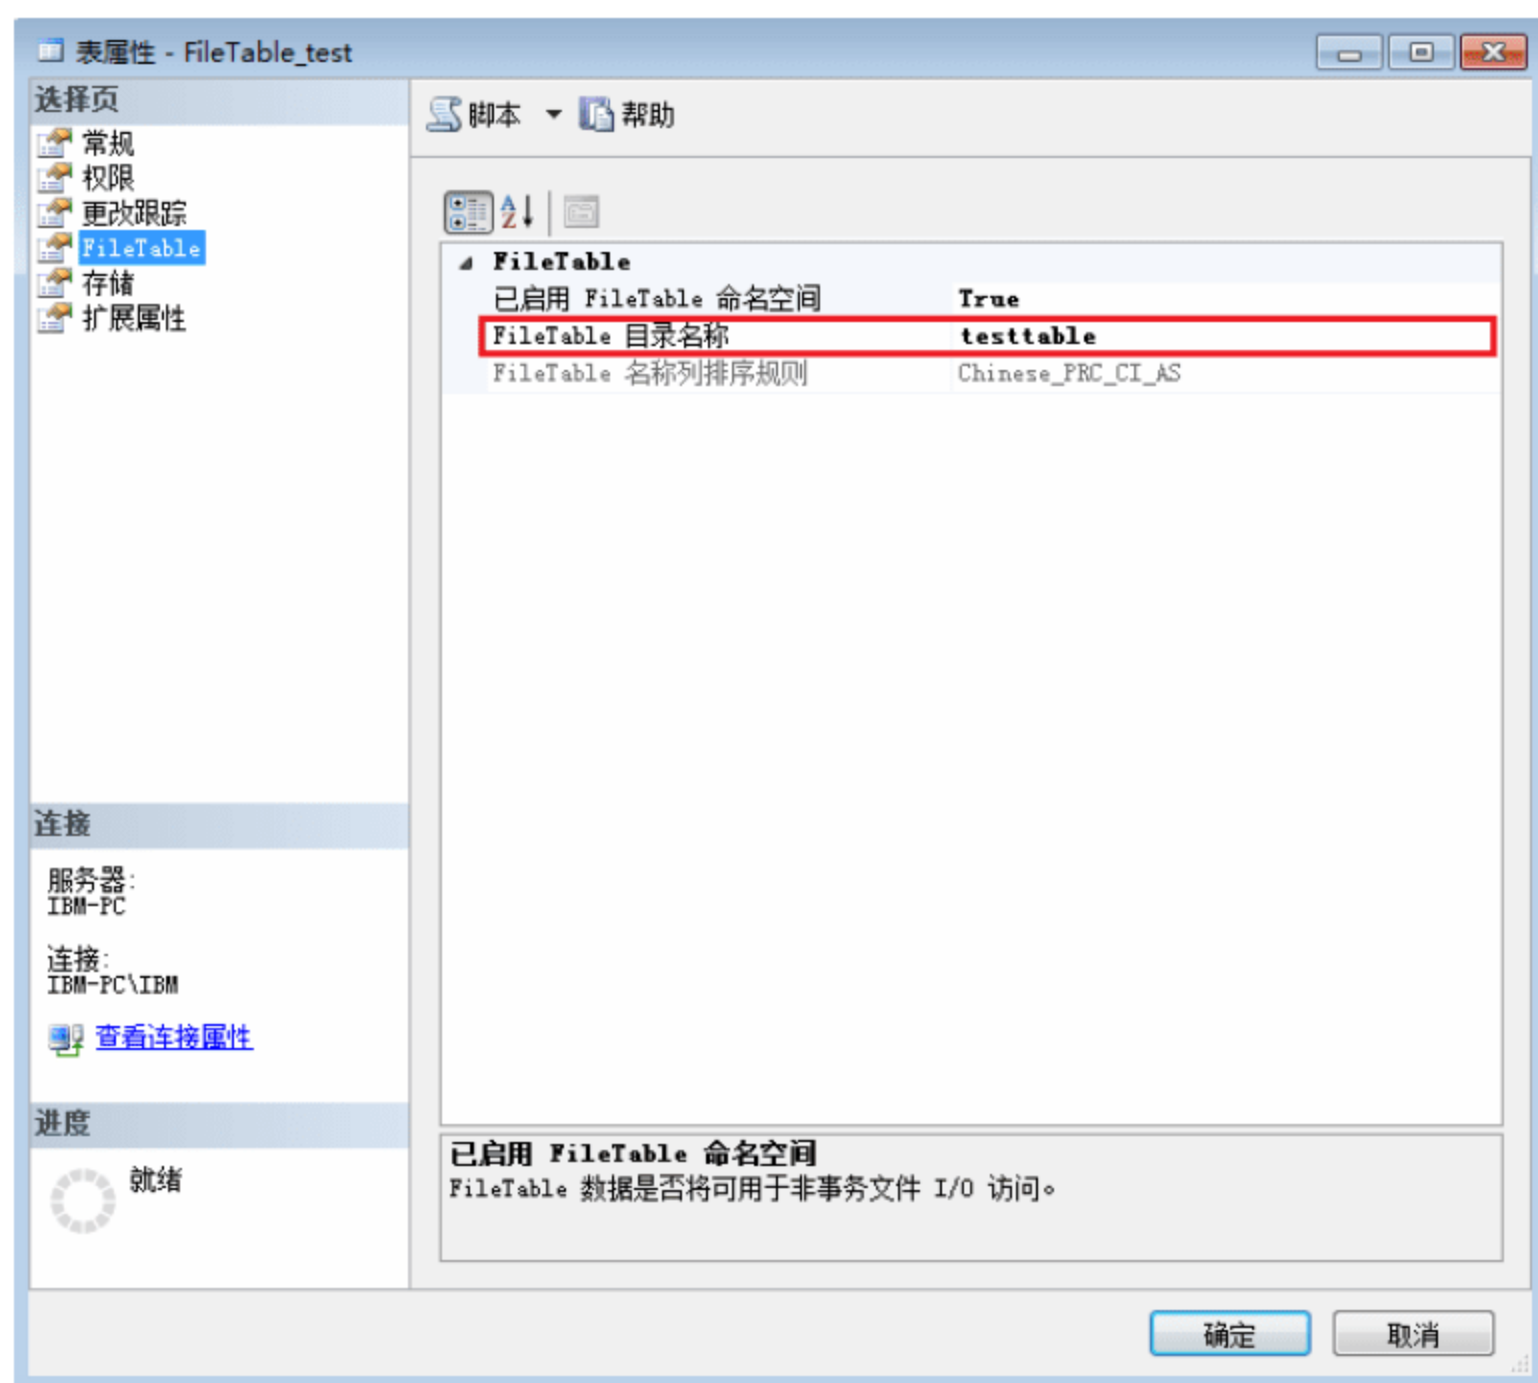 表属性 - FileTable_test
选择页
常规
权限
更改跟踪
FileTable
存储
扩展属性
脚本
帮助
FileTable
已启用 FileTable 命名空间 True
FileTable 目录名称 testtable
FileTable 名称列排序规则 Chinese_PRC_CI_AS
连接
服务器:
IBM-PC
连接:
IBM-PC\IBM
查看连接属性
进度
就绪
已启用 FileTable 命名空间
FileTable 数据是否将可用于非事务文件 I/O 访问。
确定
取消